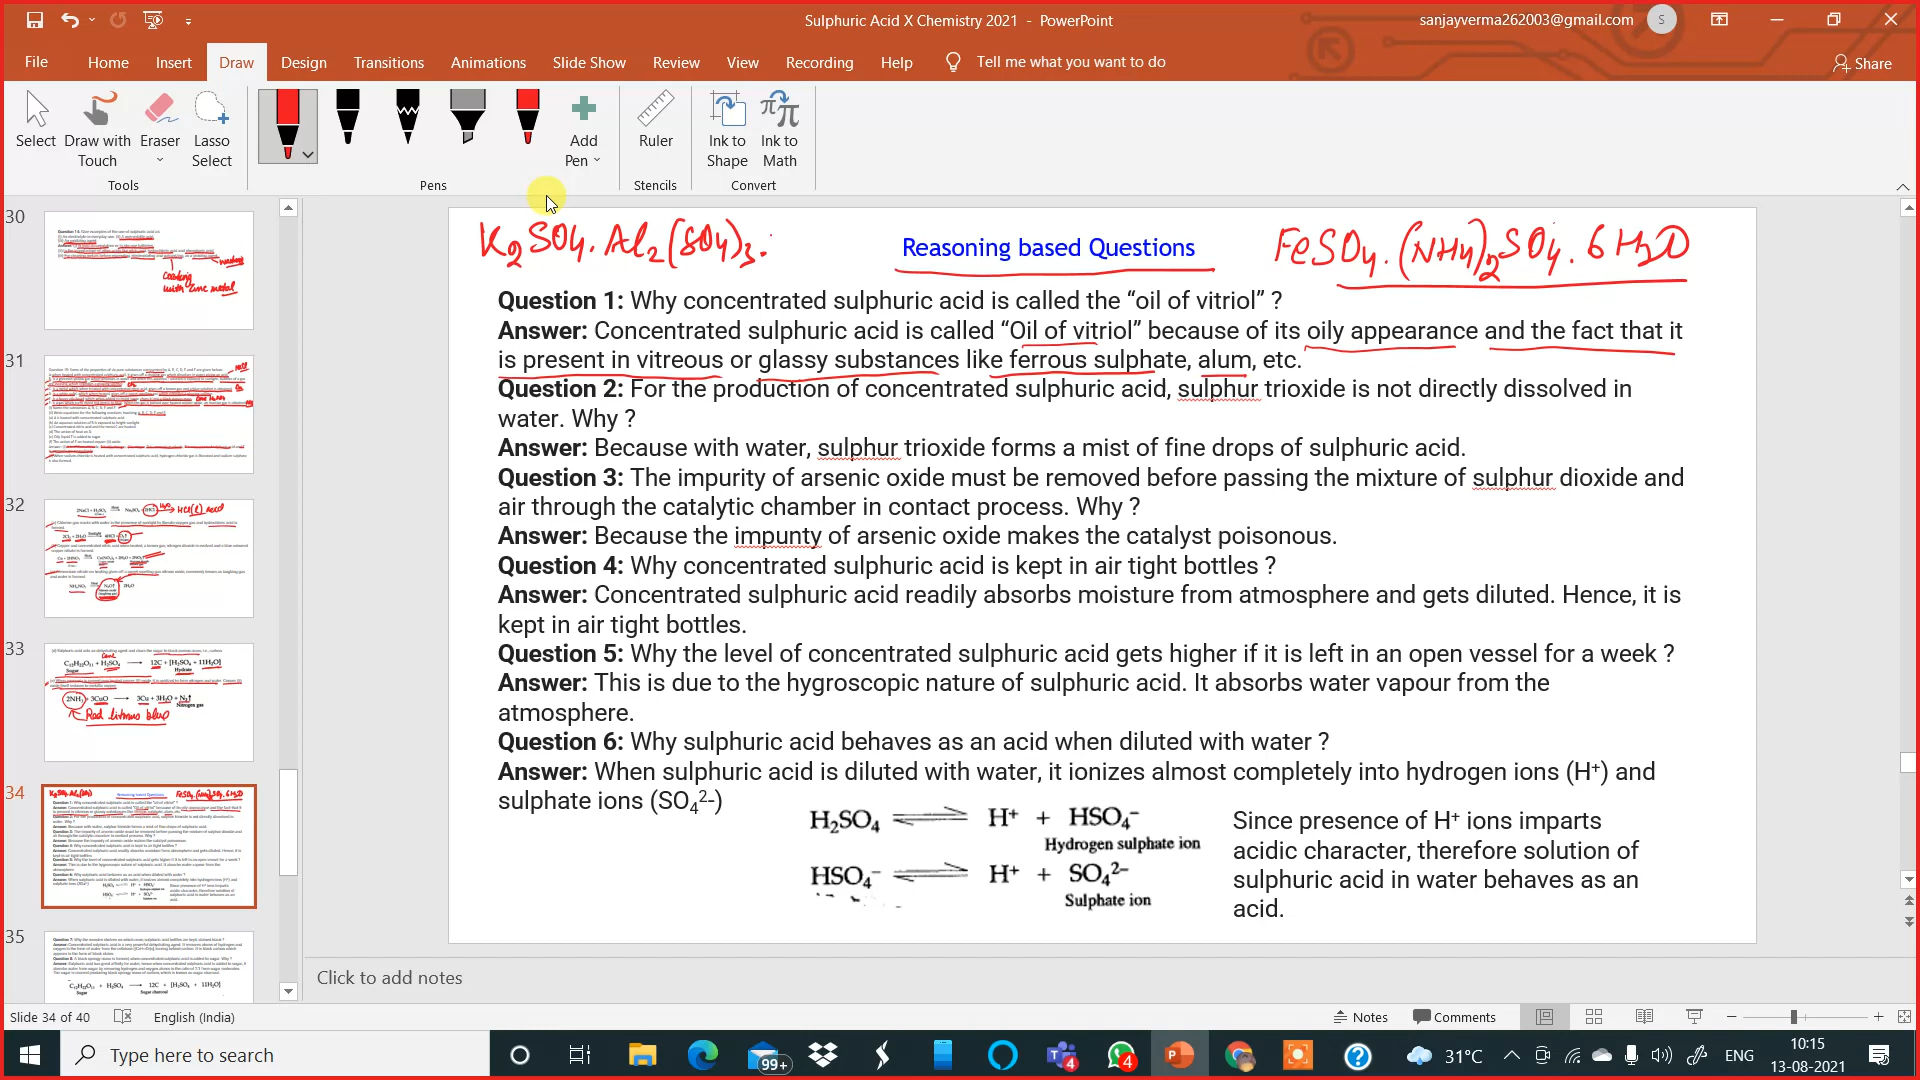 Sulphuric Acid X Chemistry 2021 - PowerPoint
sanjayverma262003@gmail.com
S
File Home Insert Draw Design Transitions Animations Slide Show Review View Recording Help Tell me what you want to do
Share
Select
Draw with Touch
Eraser
Lasso Select
Add Pen
Ruler
Ink to Shape
Ink to Math
Tools Pens Stencils Convert
30
31
32
33
34
35
K2SO4.Al2(SO4)3.
Reasoning based Questions
FeSO4.(NH4)2SO4.6H2O
Question 1: Why concentrated sulphuric acid is called the “oil of vitriol” ?
Answer: Concentrated sulphuric acid is called “Oil of vitriol” because of its oily appearance and the fact that it
is present in vitreous or glassy substances like ferrous sulphate, alum, etc.
Question 2: For the production of concentrated sulphuric acid, sulphur trioxide is not directly dissolved in
water. Why ?
Answer: Because with water, sulphur trioxide forms a mist of fine drops of sulphuric acid.
Question 3: The impurity of arsenic oxide must be removed before passing the mixture of sulphur dioxide and
air through the catalytic chamber in contact process. Why ?
Answer: Because the impunty of arsenic oxide makes the catalyst poisonous.
Question 4: Why concentrated sulphuric acid is kept in air tight bottles ?
Answer: Concentrated sulphuric acid readily absorbs moisture from atmosphere and gets diluted. Hence, it is
kept in air tight bottles.
Question 5: Why the level of concentrated sulphuric acid gets higher if it is left in an open vessel for a week ?
Answer: This is due to the hygroscopic nature of sulphuric acid. It absorbs water vapour from the
atmosphere.
Question 6: Why sulphuric acid behaves as an acid when diluted with water ?
Answer: When sulphuric acid is diluted with water, it ionizes almost completely into hydrogen ions (H⁺) and
sulphate ions (SO₄²-)
H₂SO₄ ⇌ H⁺ + HSO₄⁻
Hydrogen sulphate ion
HSO₄⁻ ⇌ H⁺ + SO₄²⁻
Sulphate ion
Since presence of H⁺ ions imparts
acidic character, therefore solution of
sulphuric acid in water behaves as an
acid.
Click to add notes
Slide 34 of 40
English (India)
Notes
Comments
Type here to search
99+
4
4
31°C
ENG
10:15
13-08-2021